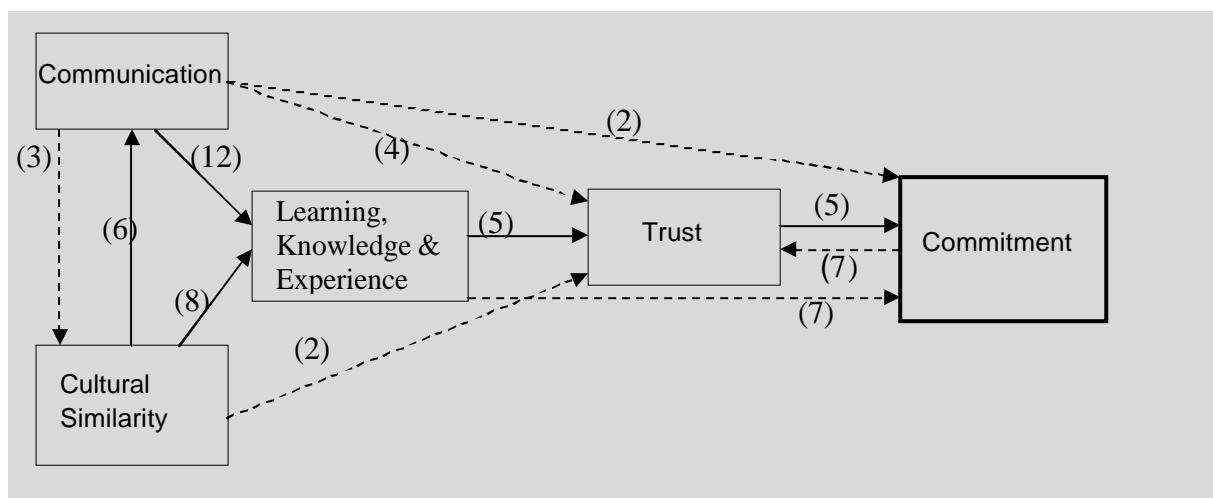 Communication
(2)
(3)
(12)
(4)
Learning,
Knowledge &
Experience
(5)
Trust
(5)
Commitment
(6)
(7)
(8)
(7)
(2)
Cultural
Similarity